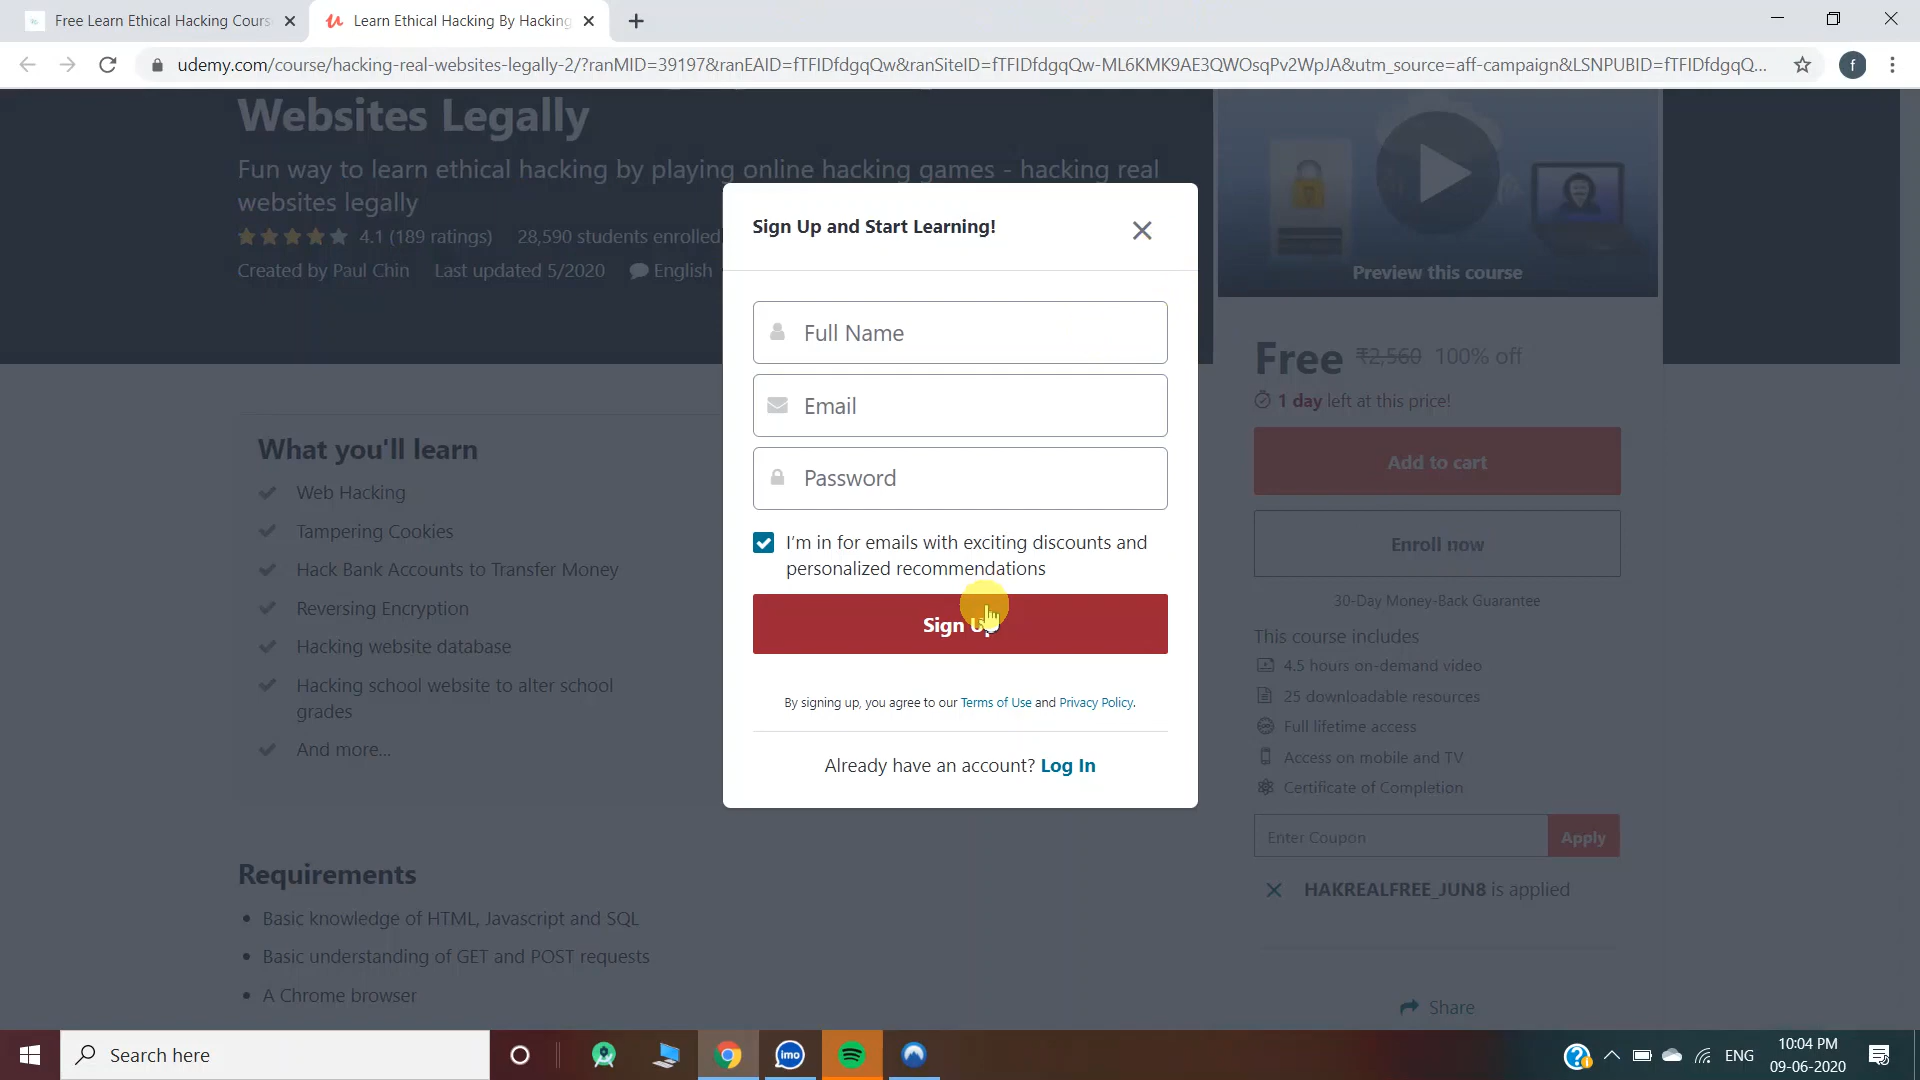 Free Learn Ethical Hacking Cours
Learn Ethical Hacking By Hacking
udemy.com/course/hacking-real-websites-legally-2/?ranMID=39197&ranEAID=fTFIDfdgqQw&ranSiteID=fTFIDfdgqQw-ML6KMK9AE3QWOsqPv2WpJA&utm_source=aff-campaign&LSNPUBID=fTFIDfdgqQ...
f
Websites Legally
Fun way to learn ethical hacking by playing online hacking games - hacking real
websites legally
4.1 (189 ratings) 28,590 students enrolled
Created by Paul Chin Last updated 5/2020 English
Preview this course
Sign Up and Start Learning!
Full Name
Email
Password
I'm in for emails with exciting discounts and
personalized recommendations
Sign Up
By signing up, you agree to our Terms of Use and Privacy Policy.
Already have an account? Log In
What you'll learn
Web Hacking
Tampering Cookies
Hack Bank Accounts to Transfer Money
Reversing Encryption
Hacking website database
Hacking school website to alter school
grades
And more...
Requirements
Basic knowledge of HTML, Javascript and SQL
Basic understanding of GET and POST requests
A Chrome browser
Free ₹2,560 100% off
1 day left at this price!
Add to cart
Enroll now
30-Day Money-Back Guarantee
This course includes
4.5 hours on-demand video
25 downloadable resources
Full lifetime access
Access on mobile and TV
Certificate of Completion
Enter Coupon Apply
HAKREALFREE_JUN8 is applied
Share
Search here
imo
ENG
10:04 PM
09-06-2020